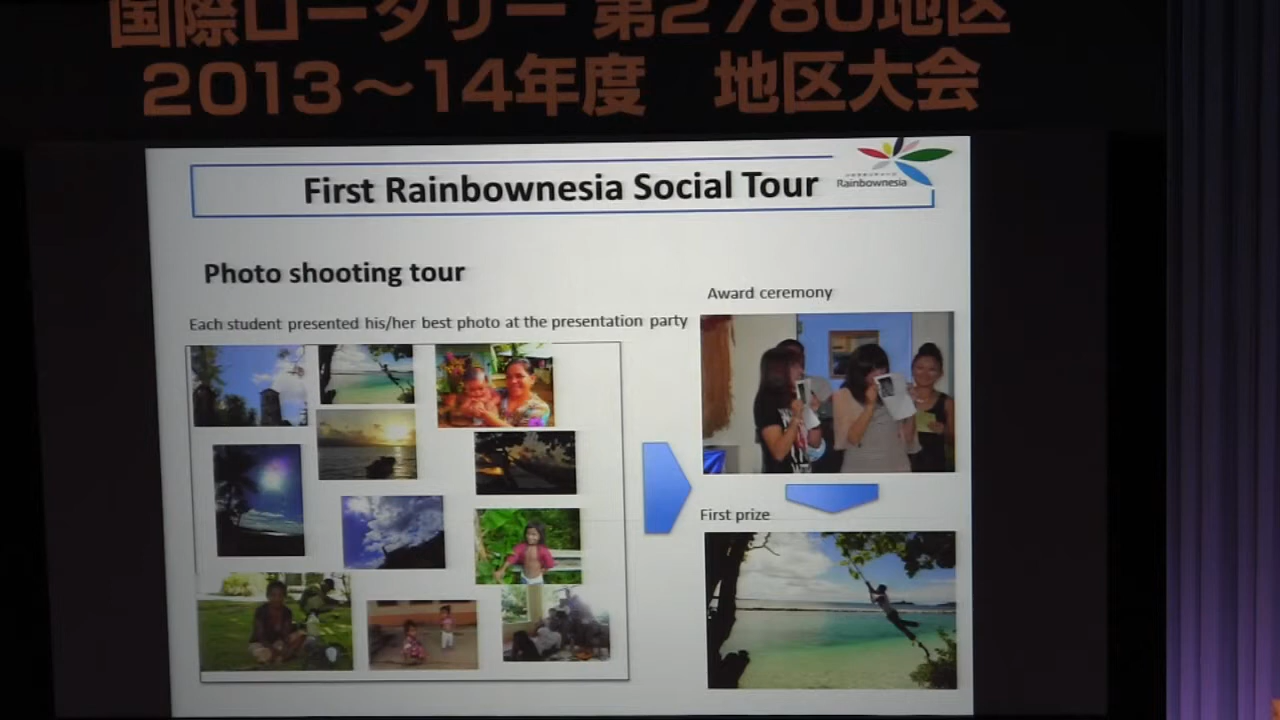 国際ロータリー 第2780地区
2013～14年度 地区大会
First Rainbownesia Social Tour
Rainbownesia
Photo shooting tour
Each student presented his/her best photo at the presentation party
Award ceremony
First prize